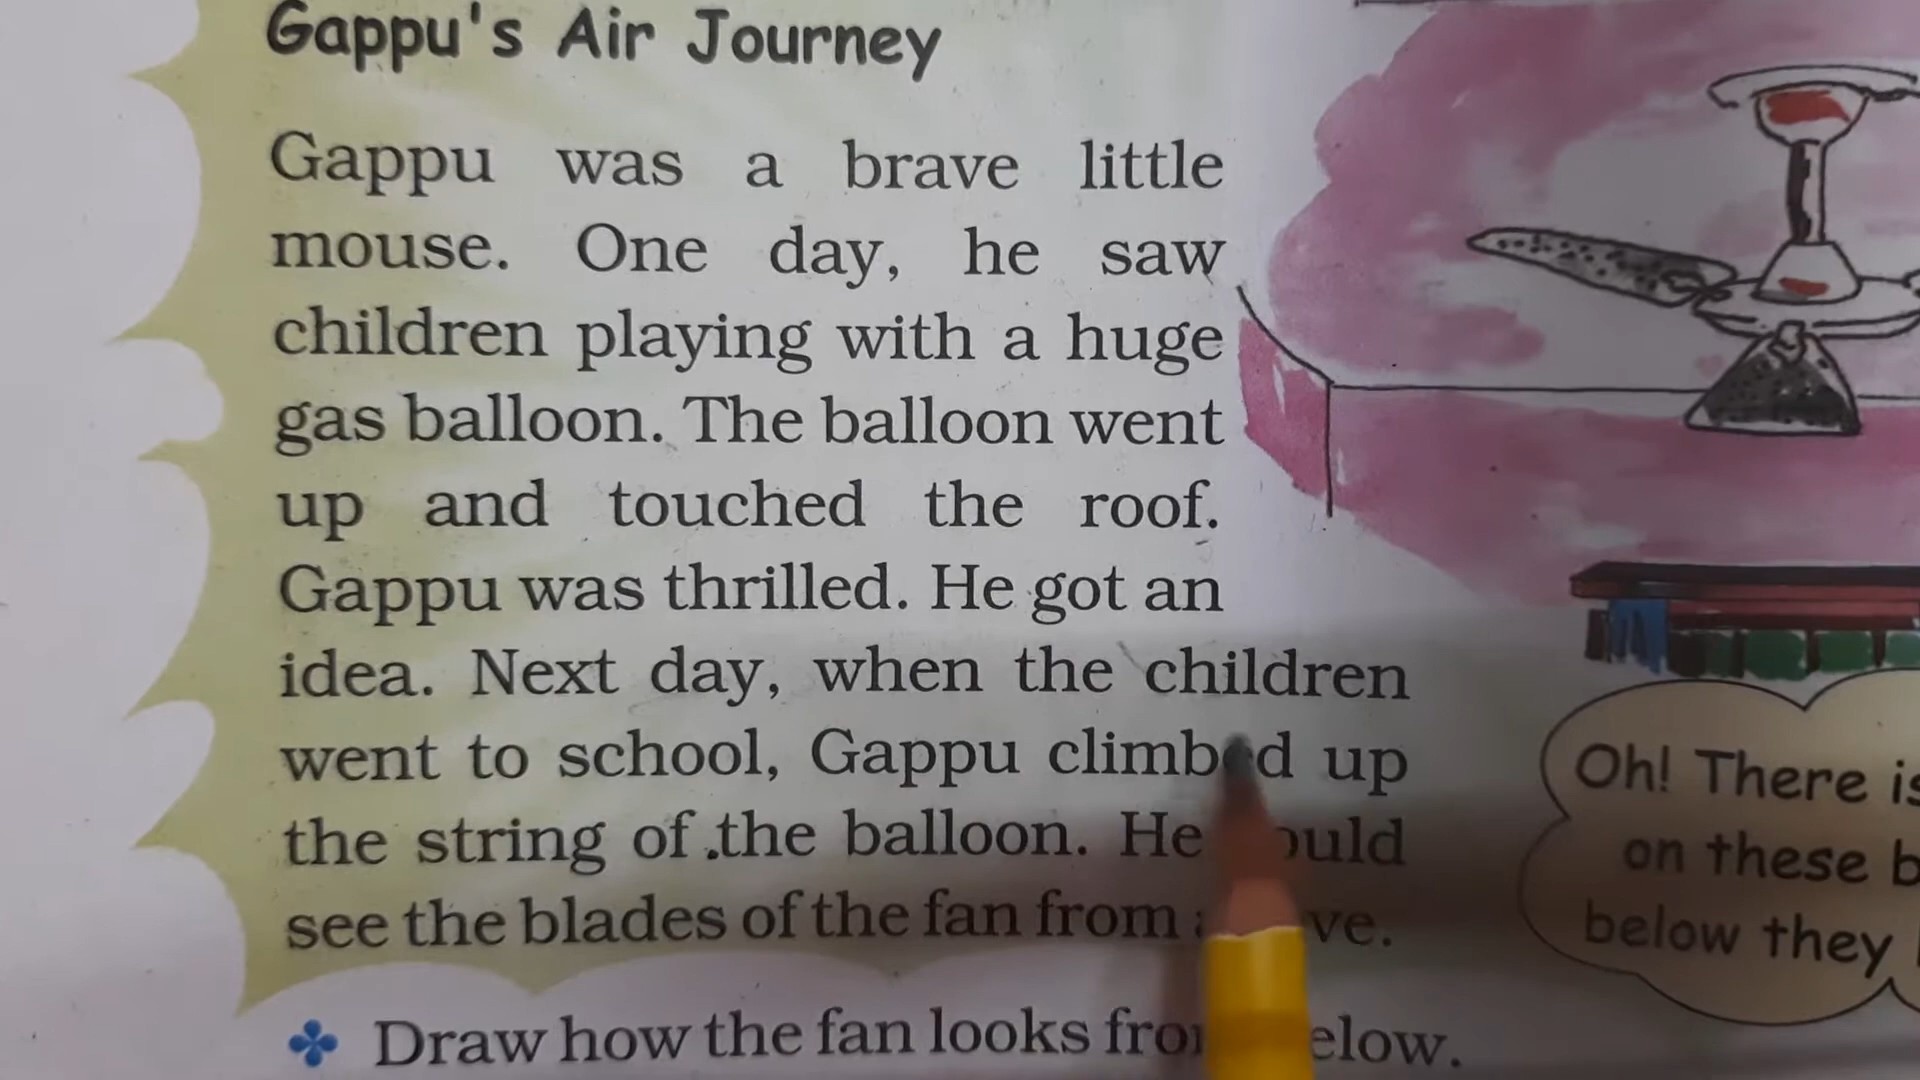 Gappu's Air Journey
Gappu was a brave little
mouse. One day, he saw
children playing with a huge
gas balloon. The balloon went
up and touched the roof.
Gappu was thrilled. He got an
idea. Next day, when the children
went to school, Gappu climbed up
the string of the balloon. He
see the blades of the fan from
Draw how the fan looks from below.
Oh! There is
on these
below they